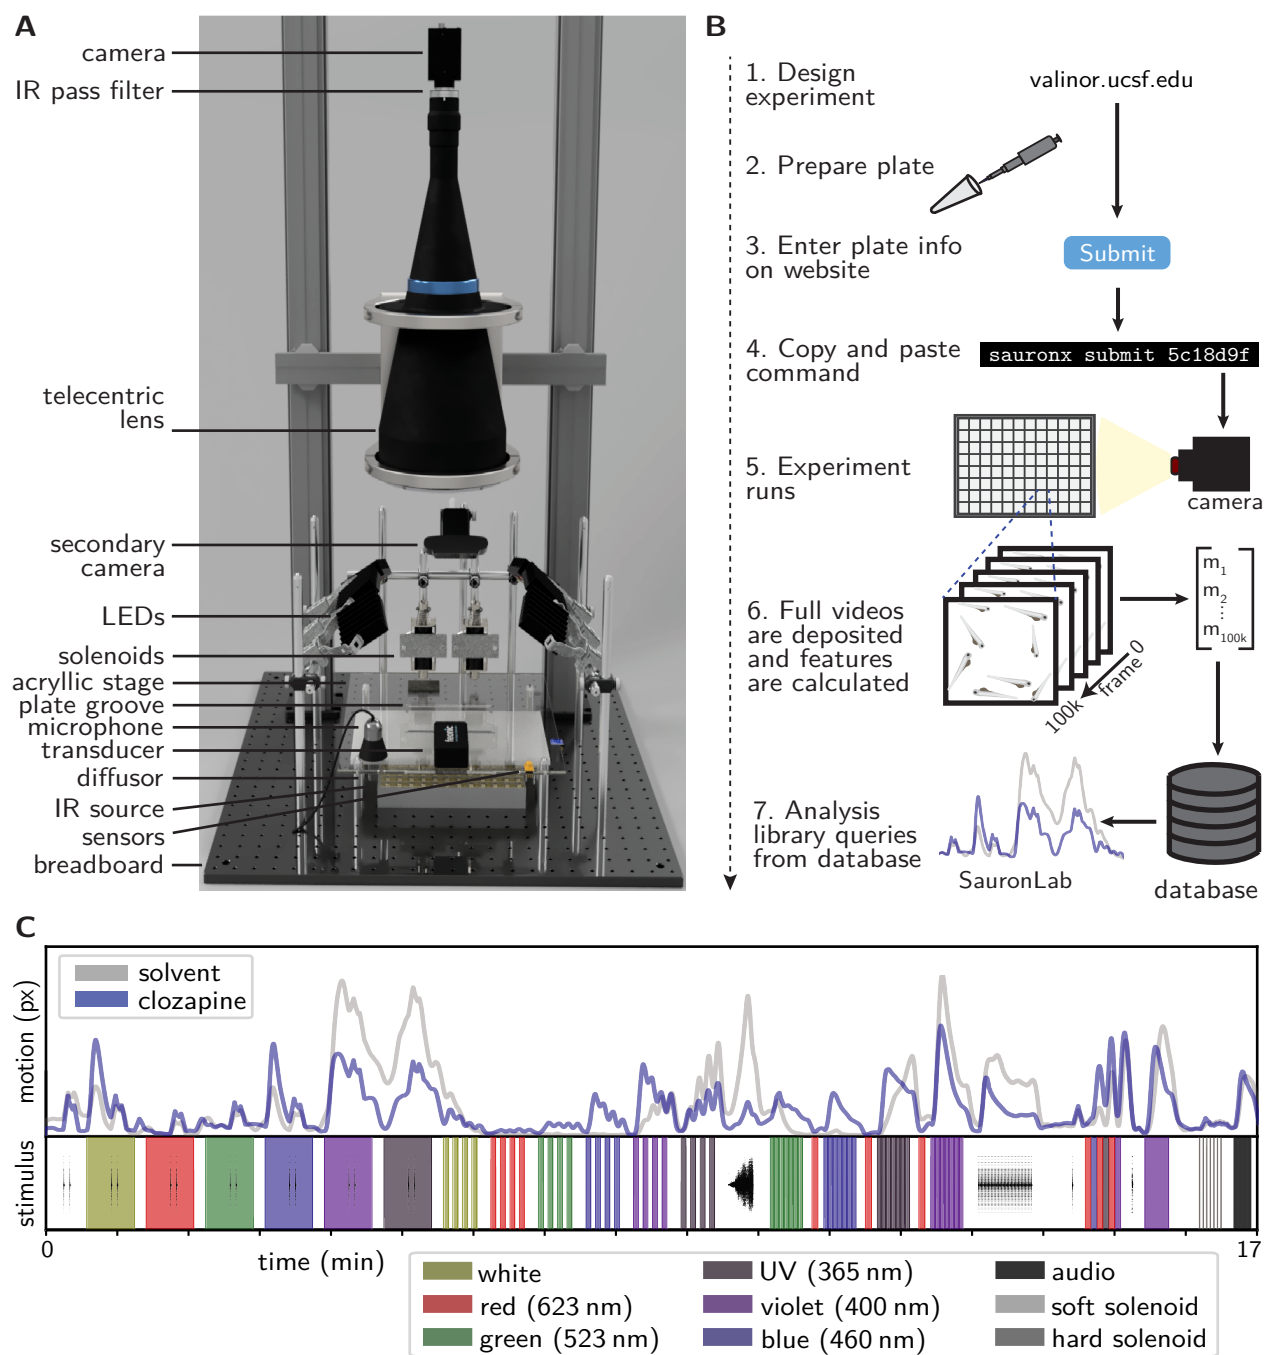 A
camera
IR pass filter
telecentric
lens
secondary
camera
LEDs
solenoids
acryllic stage
plate groove
microphone
transducer
diffusor
IR source
sensors
breadboard
B
1. Design
experiment
valinor.ucsf.edu
2. Prepare plate
3. Enter plate info
on website
Submit
4. Copy and paste
command
sauronx submit 5c18d9f
5. Experiment
runs
camera
6. Full videos
are deposited
and features
are calculated
100k
frame 0
m1
m2
...
m100k
7. Analysis
library queries
from database
SauronLab
database
C
motion (px)
solvent
clozapine
stimulus
0
time (min)
17
white
red (623 nm)
green (523 nm)
UV (365 nm)
violet (400 nm)
blue (460 nm)
audio
soft solenoid
hard solenoid